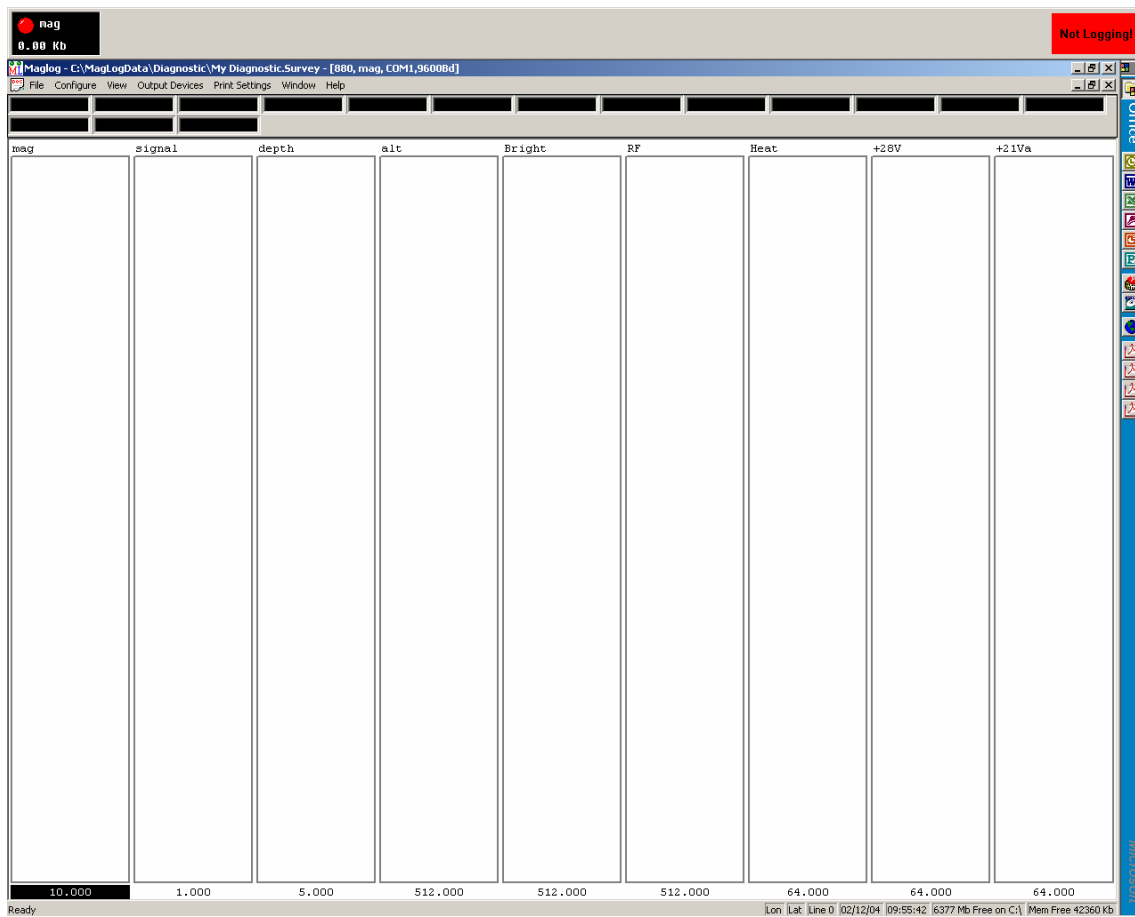 mag
0.00 Kb
Not Logging!
Maglog - C:\MagLogData\Diagnostic\My Diagnostic.Survey - [880, mag, COM1,9600Bd]
File Configure View Output Devices Print Settings Window Help
mag signal depth alt Bright RF Heat +28V +21Va
10.000 1.000 5.000 512.000 512.000 512.000 64.000 64.000 64.000
Ready Lon Lat Line 0 02/12/04 09:55:42 6377 Mb Free on C:\ Mem Free 42360 Kb
Office
Microsoft